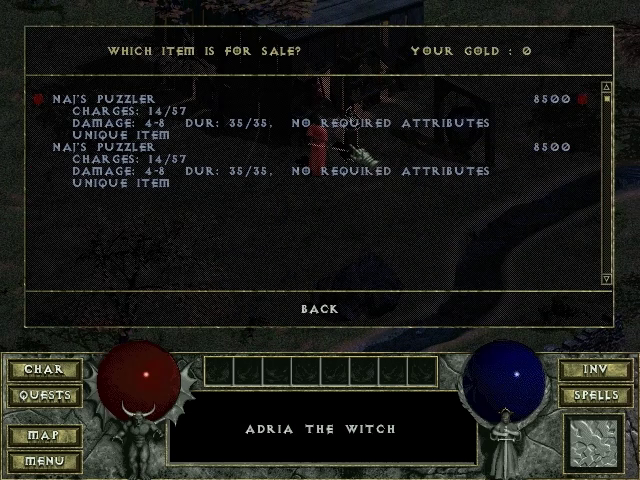 WHICH ITEM IS FOR SALE? YOUR GOLD : 0
NAJ'S PUZZLER 8500
CHARGES: 14/57
DAMAGE: 4-8 DUR: 35/35, NO REQUIRED ATTRIBUTES
UNIQUE ITEM
NAJ'S PUZZLER 8500
CHARGES: 14/57
DAMAGE: 4-8 DUR: 35/35, NO REQUIRED ATTRIBUTES
UNIQUE ITEM
BACK
CHAR
QUESTS
MAP
MENU
ADRIA THE WITCH
INV
SPELLS